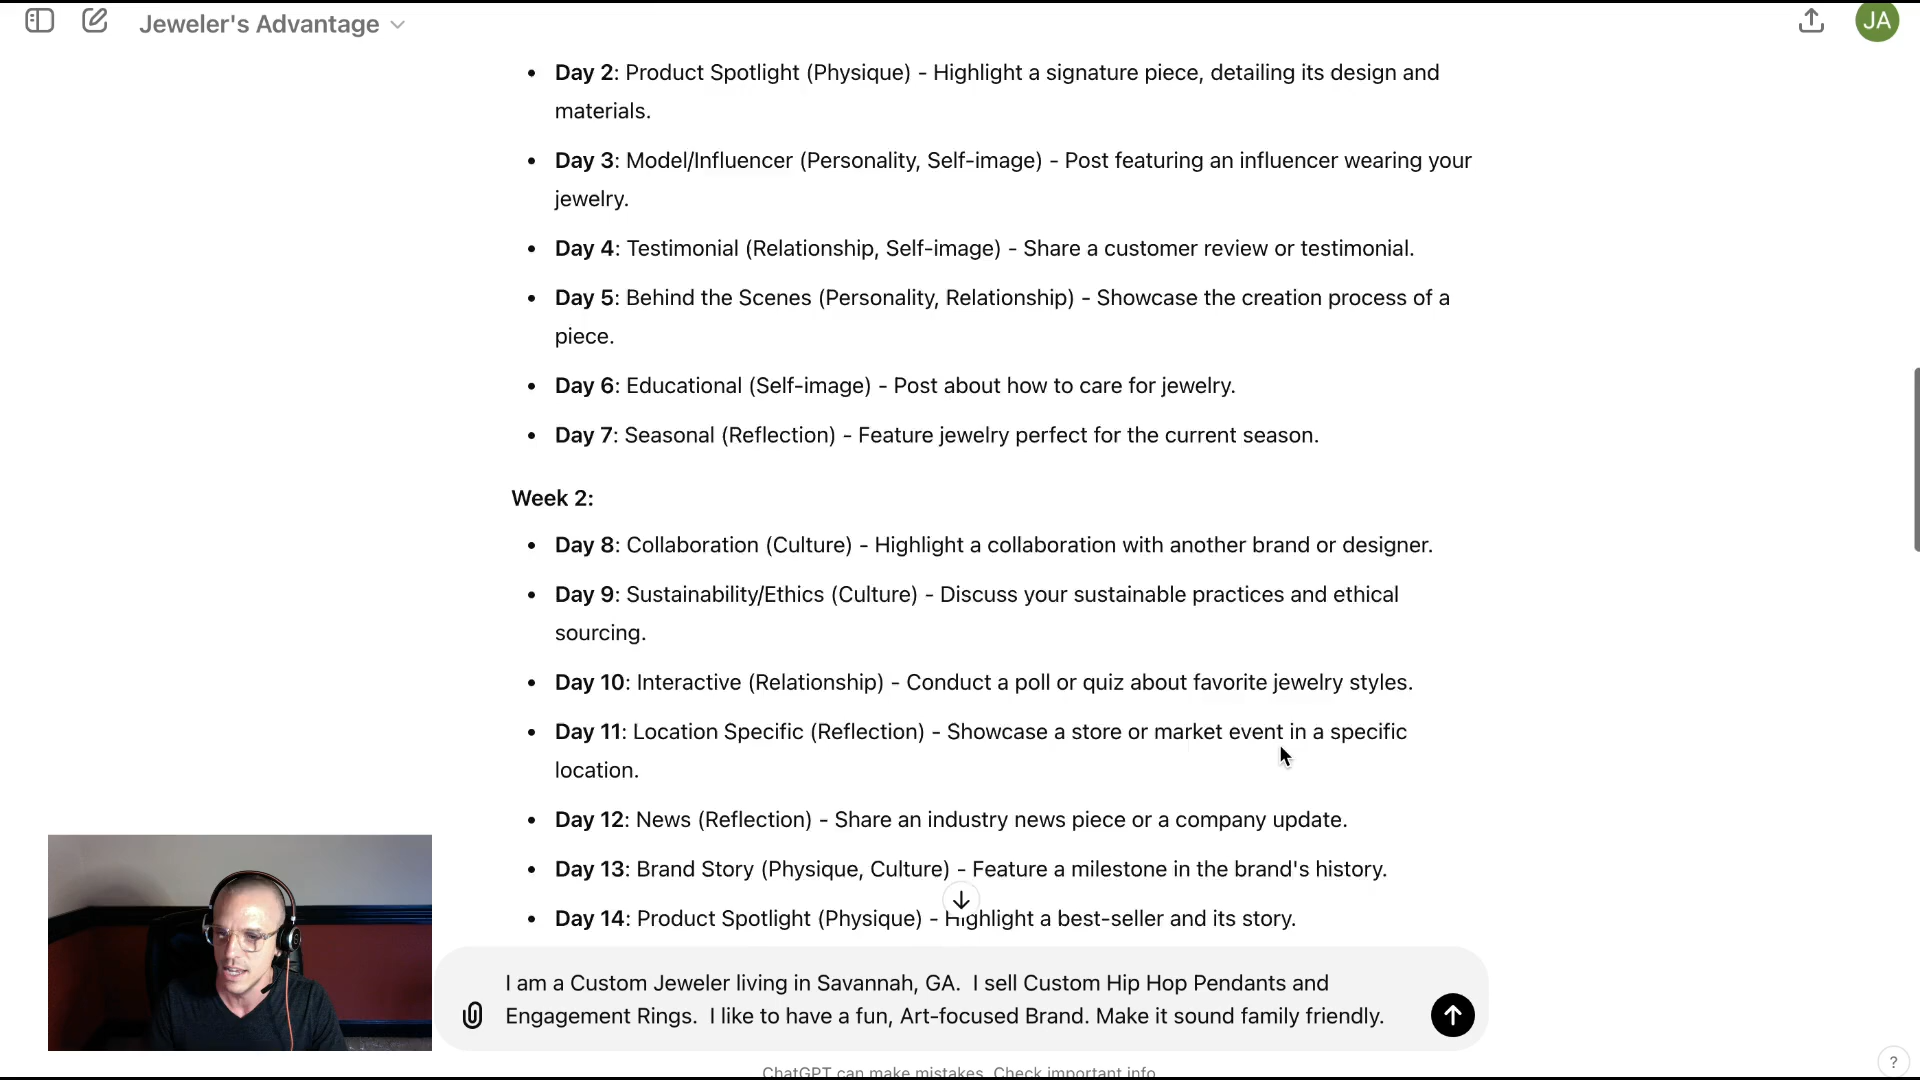 Jeweler's Advantage
JA
• Day 2: Product Spotlight (Physique) - Highlight a signature piece, detailing its design and
materials.
• Day 3: Model/Influencer (Personality, Self-image) - Post featuring an influencer wearing your
jewelry.
• Day 4: Testimonial (Relationship, Self-image) - Share a customer review or testimonial.
• Day 5: Behind the Scenes (Personality, Relationship) - Showcase the creation process of a
piece.
• Day 6: Educational (Self-image) - Post about how to care for jewelry.
• Day 7: Seasonal (Reflection) - Feature jewelry perfect for the current season.
Week 2:
• Day 8: Collaboration (Culture) - Highlight a collaboration with another brand or designer.
• Day 9: Sustainability/Ethics (Culture) - Discuss your sustainable practices and ethical
sourcing.
• Day 10: Interactive (Relationship) - Conduct a poll or quiz about favorite jewelry styles.
• Day 11: Location Specific (Reflection) - Showcase a store or market event in a specific
location.
• Day 12: News (Reflection) - Share an industry news piece or a company update.
• Day 13: Brand Story (Physique, Culture) - Feature a milestone in the brand's history.
• Day 14: Product Spotlight (Physique) - Highlight a best-seller and its story.
I am a Custom Jeweler living in Savannah, GA.  I sell Custom Hip Hop Pendants and
Engagement Rings.  I like to have a fun, Art-focused Brand. Make it sound family friendly.
ChatGPT can make mistakes. Check important info.
?